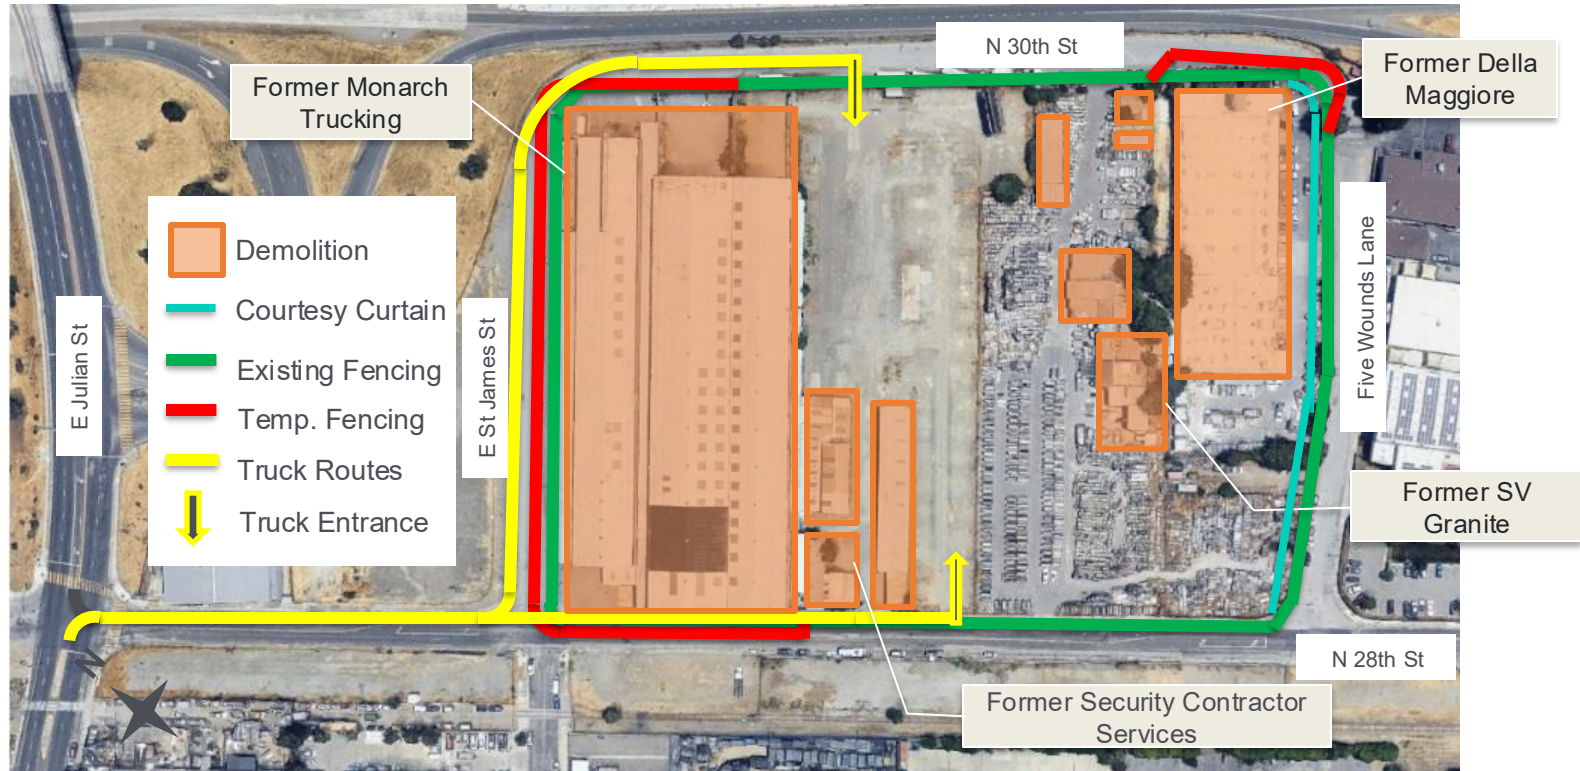 N 30th St
Former Della
Maggiore
Former Monarch
Trucking
Demolition
Courtesy Curtain
Existing Fencing
Temp. Fencing
Truck Routes
Truck Entrance
E Julian St
E St James St
Five Wounds Lane
Former SV
Granite
N 28th St
N
Former Security Contractor
Services